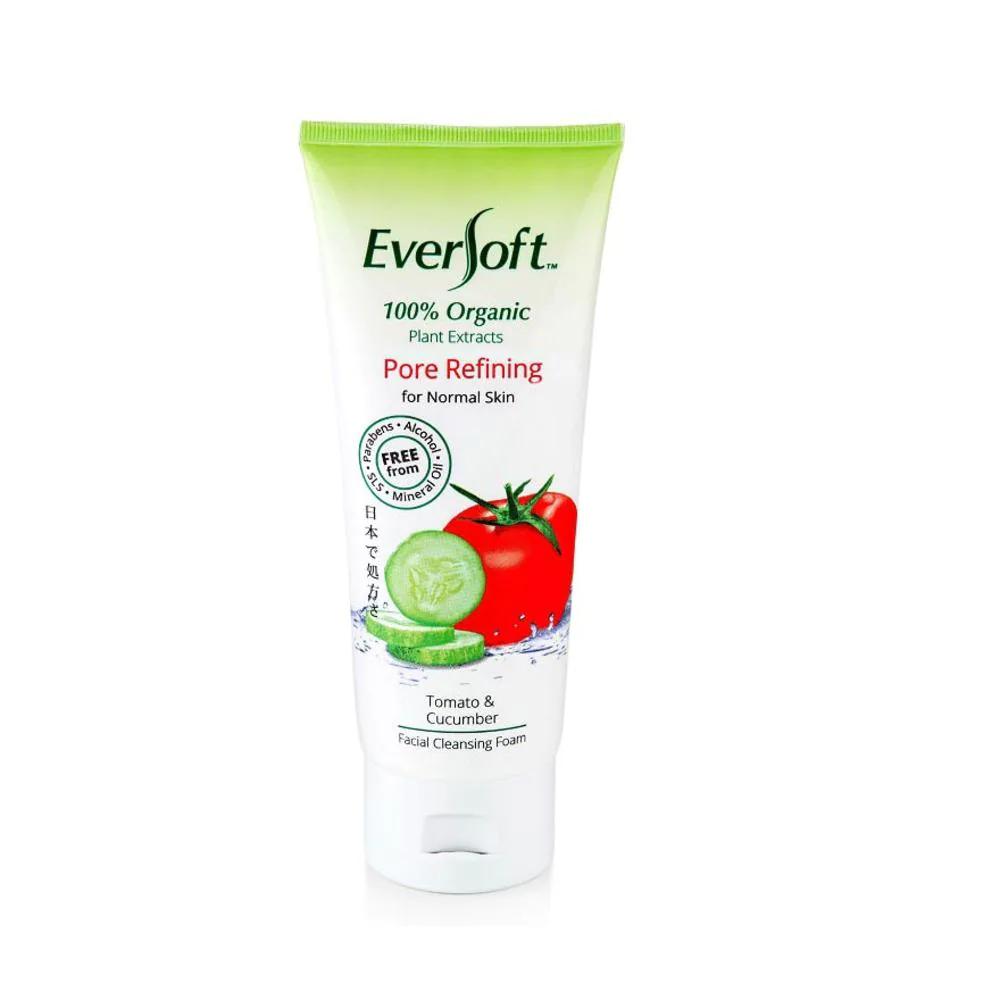 EverSoft™
100% Organic
Plant Extracts
Pore Refining
for Normal Skin
Parabens • Alcohol • Mineral Oil • SLS •
FREE
from
日本で処方さ
Tomato &
Cucumber
Facial Cleansing Foam